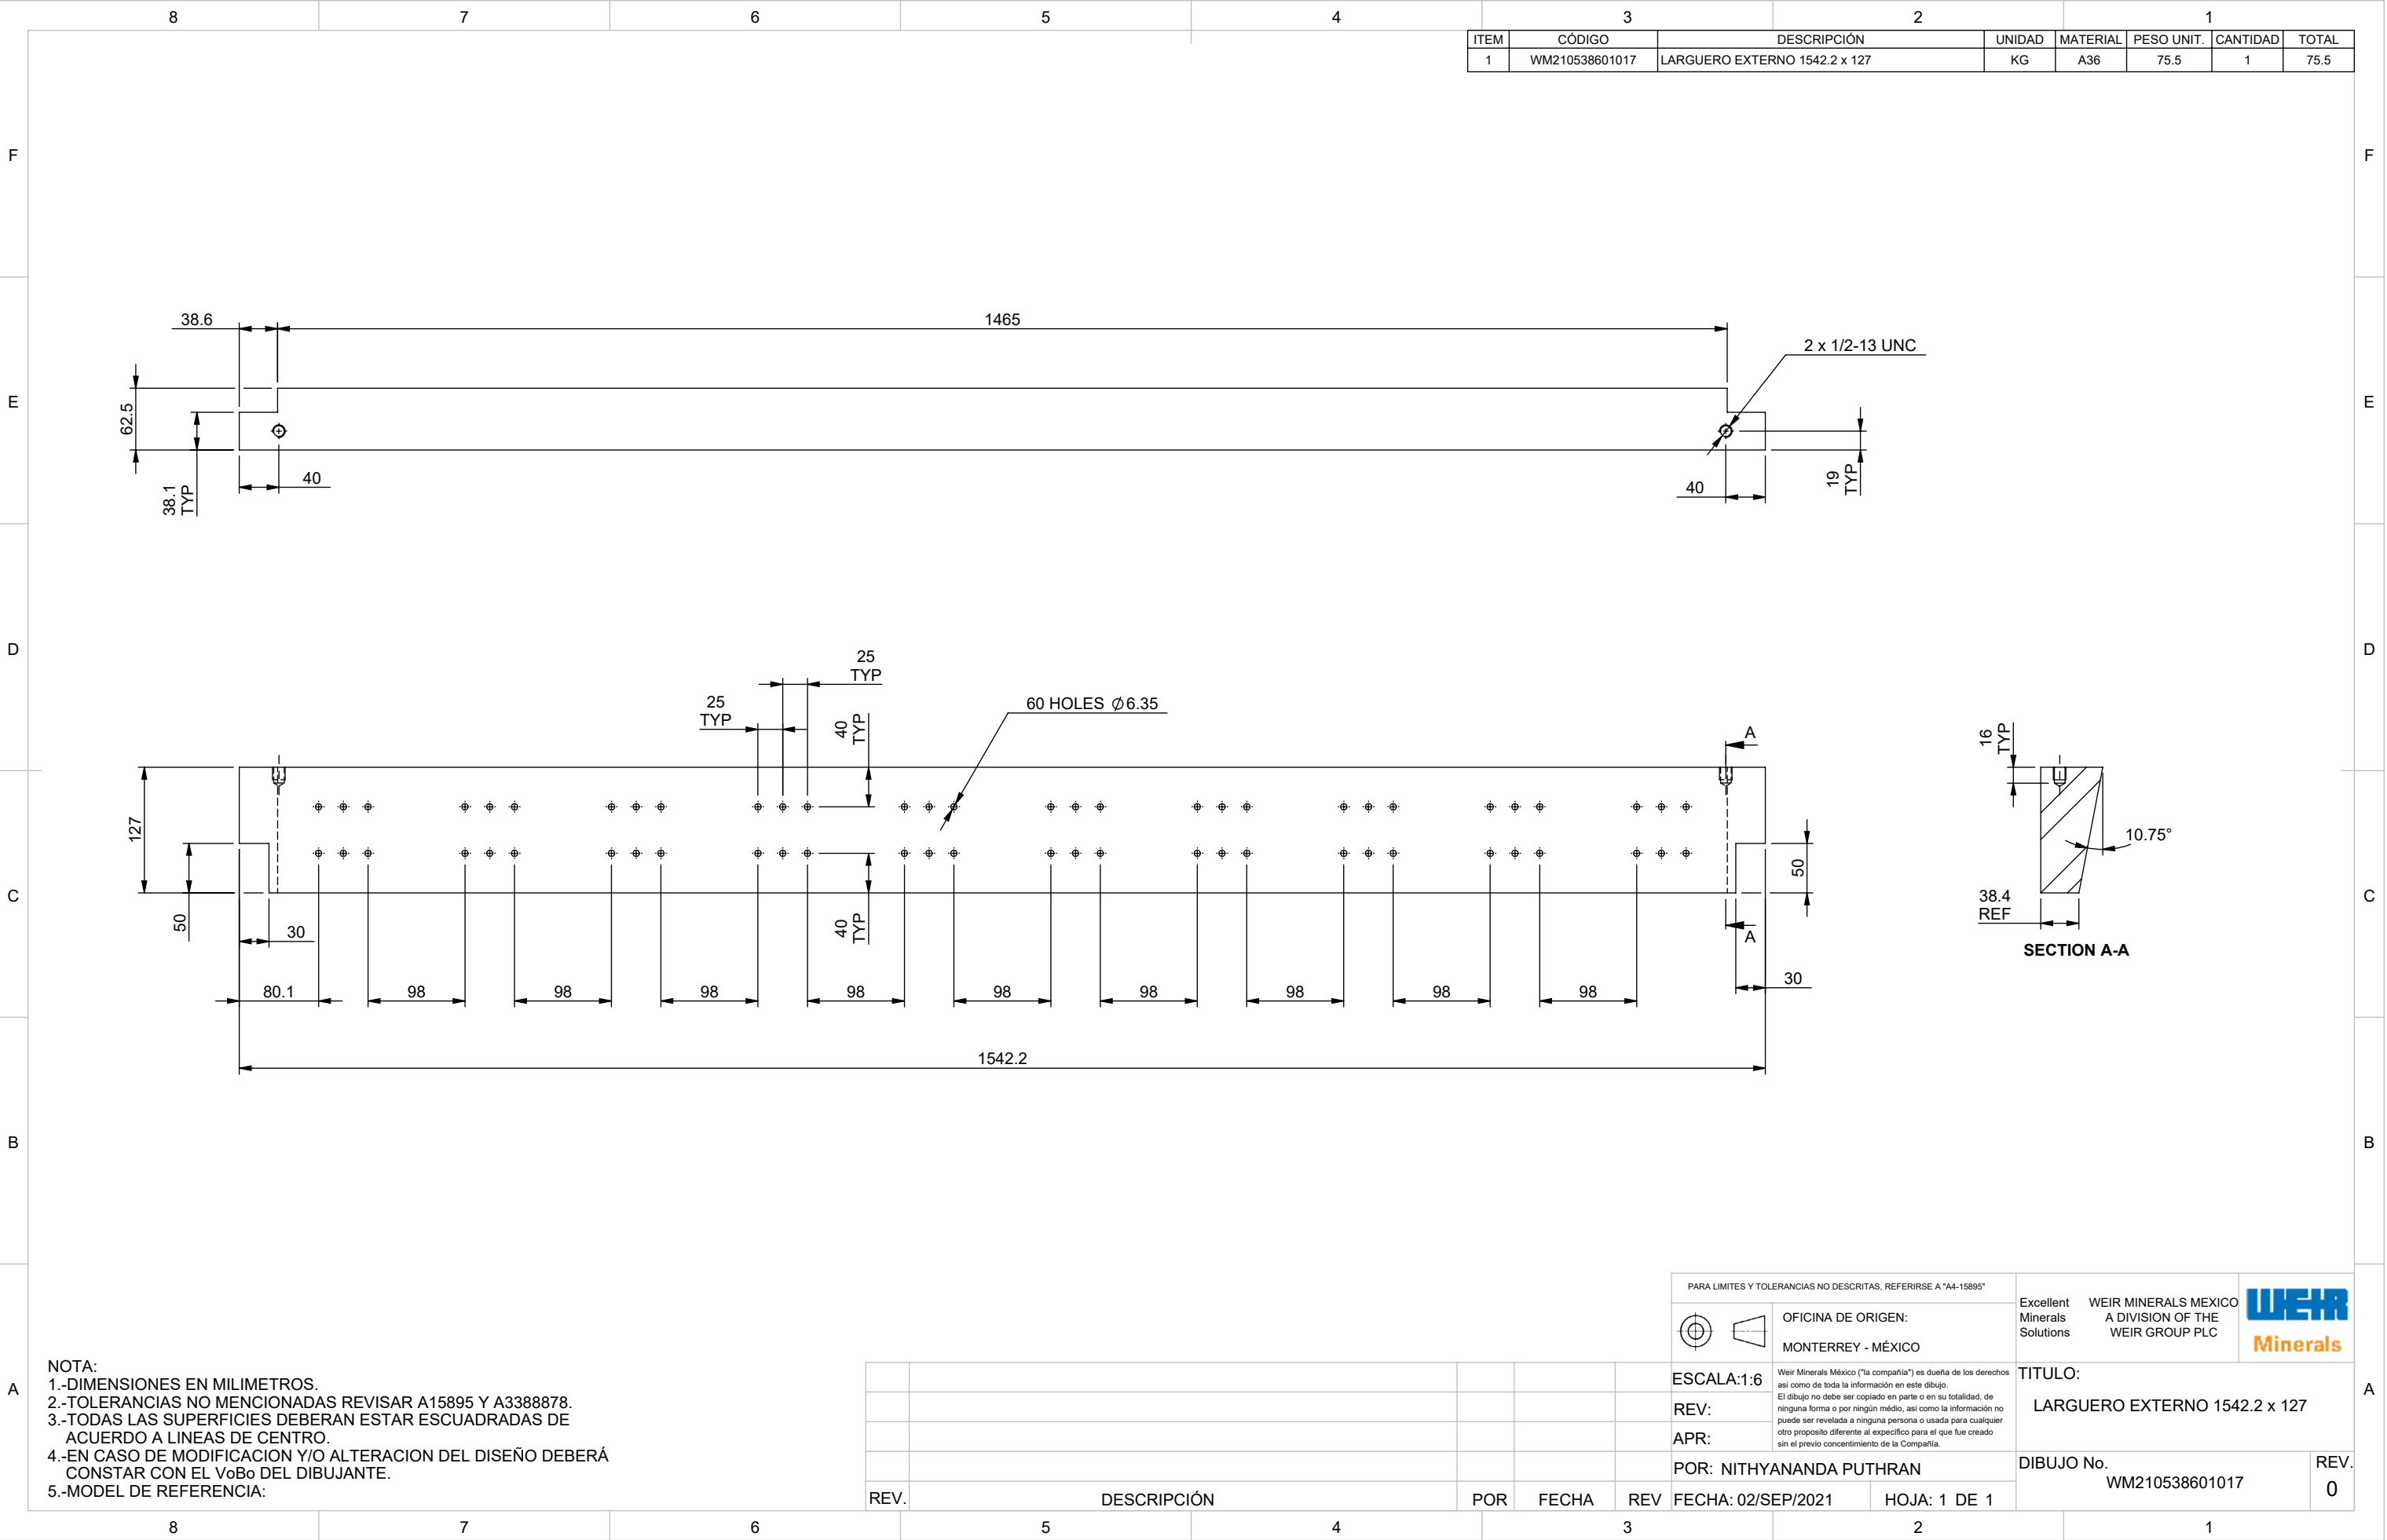 8 7 6 5 4 3 2 1
ITEM CÓDIGO DESCRIPCIÓN UNIDAD MATERIAL PESO UNIT. CANTIDAD TOTAL
1 WM210538601017 LARGUERO EXTERNO 1542.2 x 127 KG A36 75.5 1 75.5
F F
38.6 1465
2 x 1/2-13 UNC
E E
62.5
38.1
TYP
40
40
19
TYP
D D
25
TYP
25
TYP
40
TYP
60 HOLES ⌀6.35
A
16
TYP
127
10.75°
50
50
C C
38.4
REF
30
40
TYP
A
SECTION A-A
30
80.1 98 98 98 98 98 98 98 98 98
1542.2
B B
PARA LIMITES Y TOLERANCIAS NO DESCRITAS, REFERIRSE A "A4-15895"
OFICINA DE ORIGEN:
MONTERREY - MÉXICO
Excellent
Minerals
Solutions
WEIR MINERALS MEXICO
A DIVISION OF THE
WEIR GROUP PLC
WEIR
Minerals
A A
NOTA:
1.-DIMENSIONES EN MILIMETROS.
2.-TOLERANCIAS NO MENCIONADAS REVISAR A15895 Y A3388878.
3.-TODAS LAS SUPERFICIES DEBERAN ESTAR ESCUADRADAS DE
ACUERDO A LINEAS DE CENTRO.
4.-EN CASO DE MODIFICACION Y/O ALTERACION DEL DISEÑO DEBERÁ
CONSTAR CON EL VoBo DEL DIBUJANTE.
5.-MODEL DE REFERENCIA:
REV. DESCRIPCIÓN POR FECHA REV
ESCALA:1:6
REV:
APR:
Weir Minerals México ("la compañía") es dueña de los derechos
asi como de toda la información en este dibujo.
El dibujo no debe ser copiado en parte o en su totalidad, de
ninguna forma o por ningún médio, asi como la información no
puede ser revelada a ninguna persona o usada para cualquier
otro proposito diferente al expecífico para el que fue creado
sin el previo concentimiento de la Compañía.
POR: NITHYANANDA PUTHRAN
FECHA: 02/SEP/2021 HOJA: 1 DE 1
TITULO:
LARGUERO EXTERNO 1542.2 x 127
DIBUJO No.
WM210538601017
REV.
0
8 7 6 5 4 3 2 1